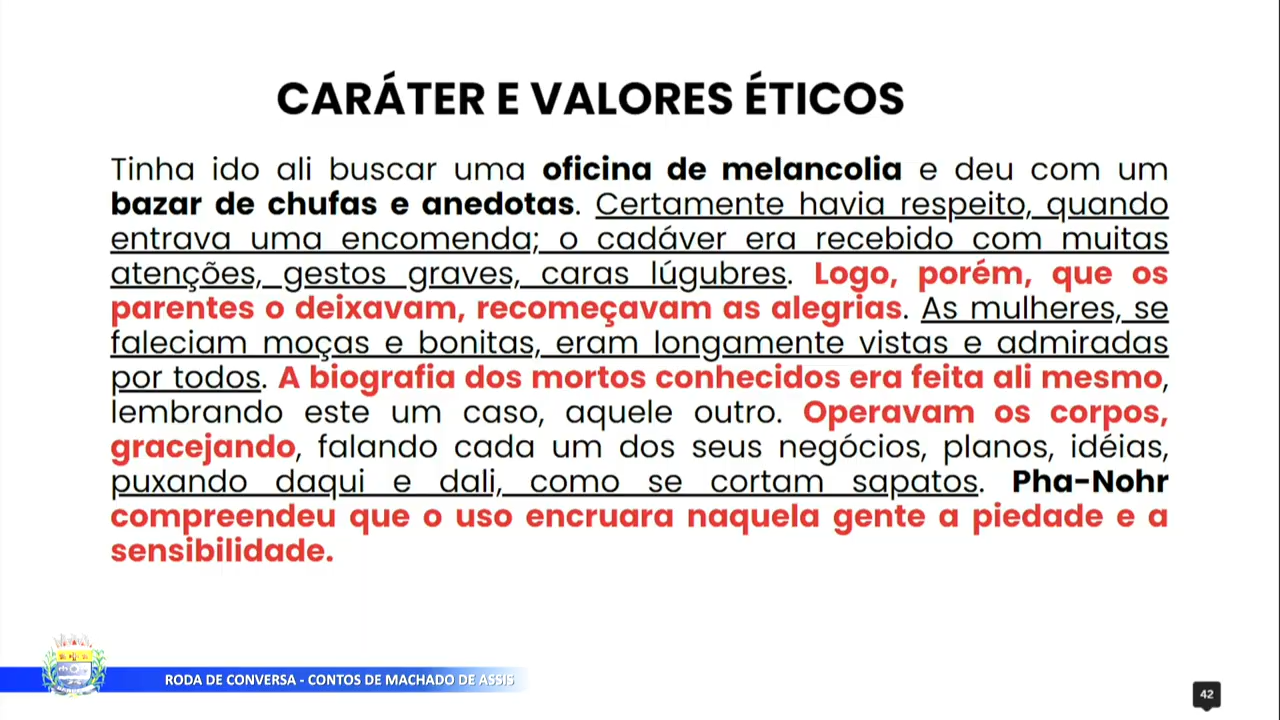 CARÁTER E VALORES ÉTICOS
Tinha ido ali buscar uma oficina de melancolia e deu com um
bazar de chufas e anedotas. Certamente havia respeito, quando
entrava uma encomenda; o cadáver era recebido com muitas
atenções, gestos graves, caras lúgubres. Logo, porém, que os
parentes o deixavam, recomeçavam as alegrias. As mulheres, se
faleciam moças e bonitas, eram longamente vistas e admiradas
por todos. A biografia dos mortos conhecidos era feita ali mesmo,
lembrando este um caso, aquele outro. Operavam os corpos,
gracejando, falando cada um dos seus negócios, planos, idéias,
puxando daqui e dali, como se cortam sapatos. Pha-Nohr
compreendeu que o uso encruara naquela gente a piedade e a
sensibilidade.
RODA DE CONVERSA - CONTOS DE MACHADO DE ASSIS
42